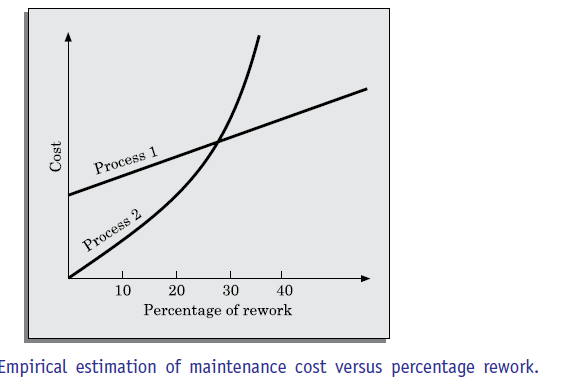 Cost
Process 1
Process 2
10 20 30 40
Percentage of rework
Empirical estimation of maintenance cost versus percentage rework.